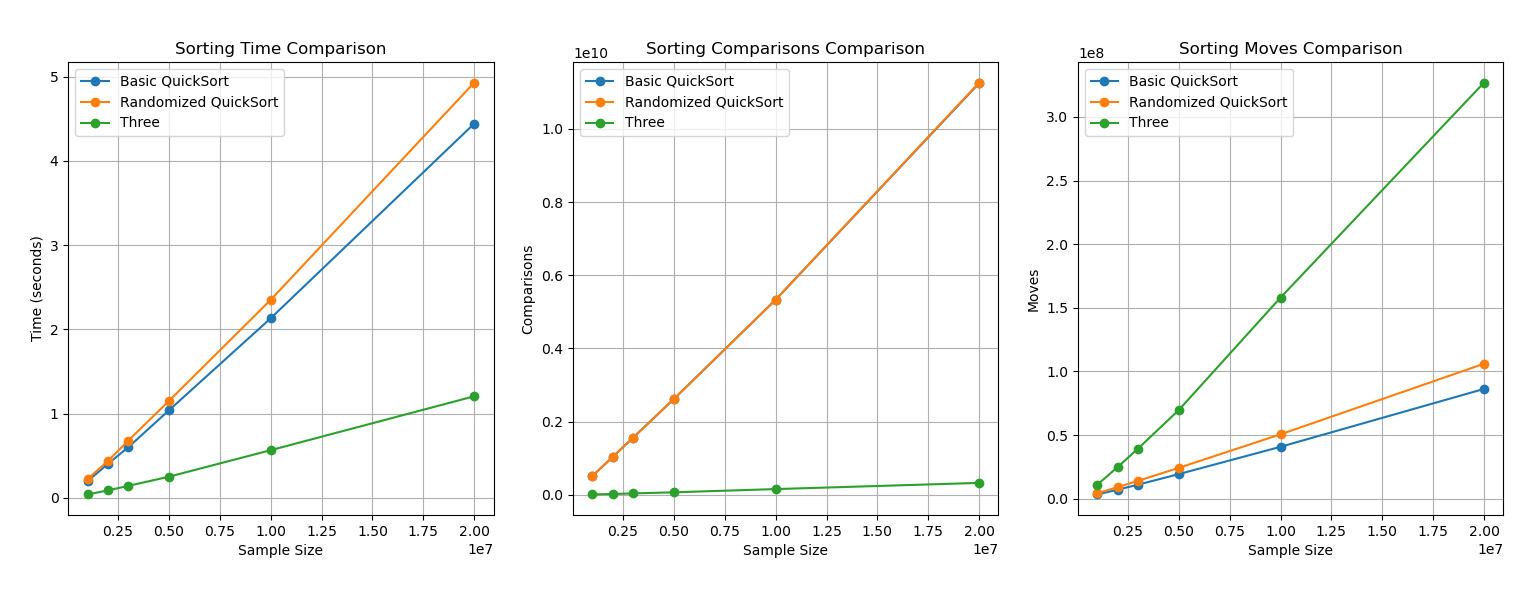 Sorting Time Comparison
Basic QuickSort
Randomized QuickSort
Three
5
4
3
2
1
0
Time (seconds)
0.25 0.50 0.75 1.00 1.25 1.50 1.75 2.00
Sample Size
1e7
Sorting Comparisons Comparison
1e10
Basic QuickSort
Randomized QuickSort
Three
1.0
0.8
0.6
0.4
0.2
0.0
Comparisons
0.25 0.50 0.75 1.00 1.25 1.50 1.75 2.00
Sample Size
1e7
Sorting Moves Comparison
1e8
Basic QuickSort
Randomized QuickSort
Three
3.0
2.5
2.0
1.5
1.0
0.5
0.0
Moves
0.25 0.50 0.75 1.00 1.25 1.50 1.75 2.00
Sample Size
1e7